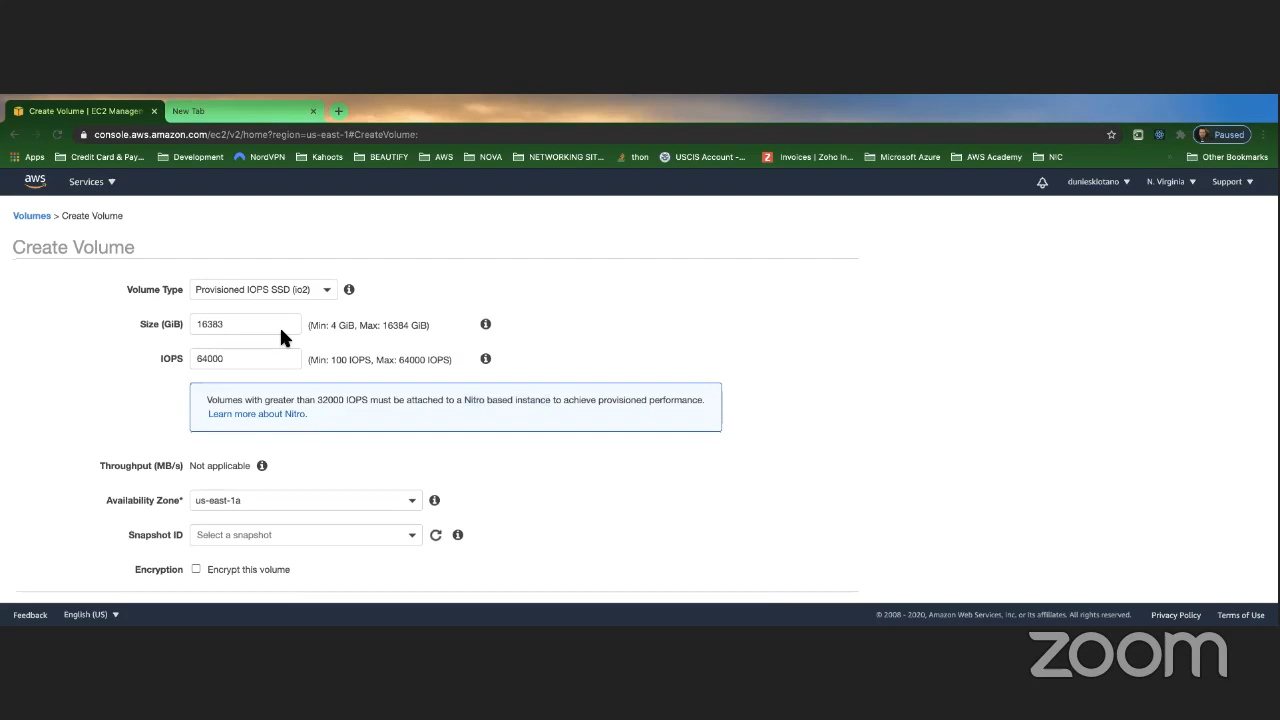 Create Volume | EC2 Managen
New Tab
console.aws.amazon.com/ec2/v2/home?region=us-east-1#CreateVolume:
Paused
Apps
Credit Card & Pay...
Development
NordVPN
Kahoots
BEAUTIFY
AWS
NOVA
NETWORKING SIT...
thon
USCIS Account -...
Invoices | Zoho In...
Microsoft Azure
AWS Academy
NIC
Other Bookmarks
aws
Services
duniesklotano
N. Virginia
Support
Volumes > Create Volume
Create Volume
Volume Type
Provisioned IOPS SSD (io2)
Size (GiB)
16383
(Min: 4 GiB, Max: 16384 GiB)
IOPS
64000
(Min: 100 IOPS, Max: 64000 IOPS)
Volumes with greater than 32000 IOPS must be attached to a Nitro based instance to achieve provisioned performance.
Learn more about Nitro.
Throughput (MB/s)
Not applicable
Availability Zone*
us-east-1a
Snapshot ID
Select a snapshot
Encryption
Encrypt this volume
Feedback
English (US)
© 2008 - 2020, Amazon Web Services, Inc. or its affiliates. All rights reserved.
Privacy Policy
Terms of Use
zoom